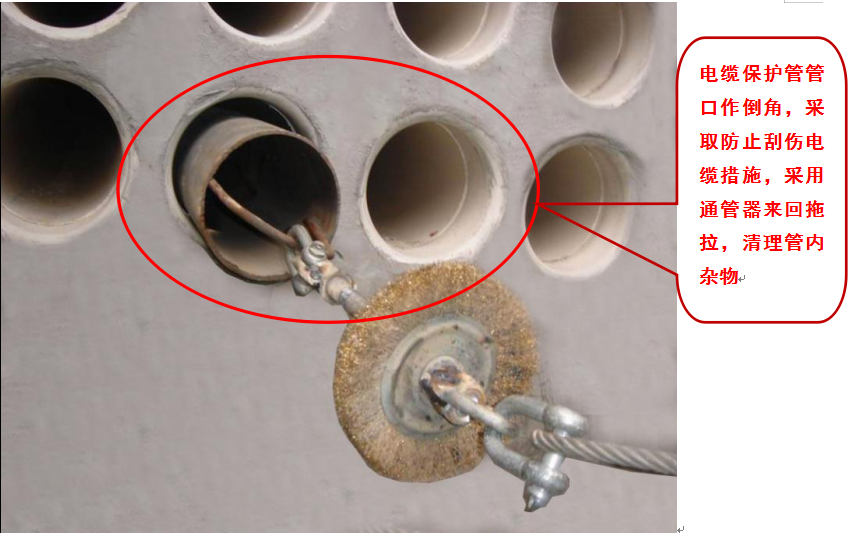 电缆保护管管
口作倒角，采
取防止刮伤电
缆措施，采用
通管器来回拖
拉，清理管内
杂物